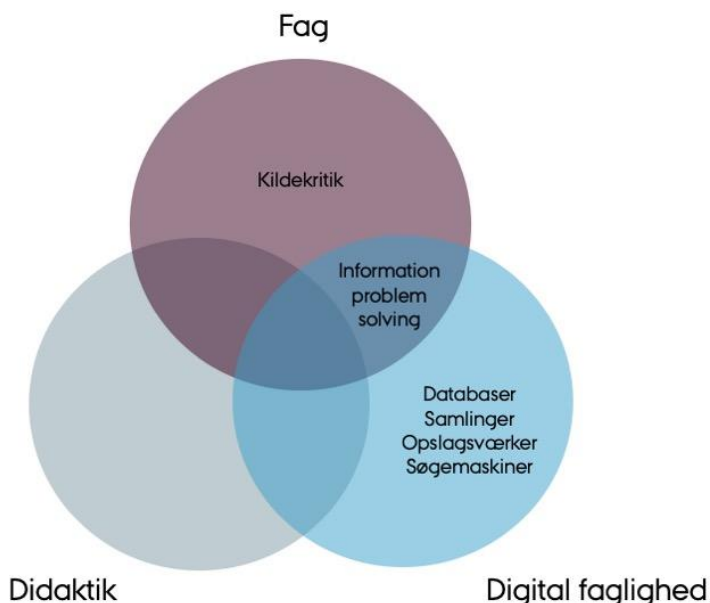 Fag
Kildekritik
Information
problem
solving
Databaser
Samlinger
Opslagsværker
Søgemaskiner
Didaktik
Digital faglighed